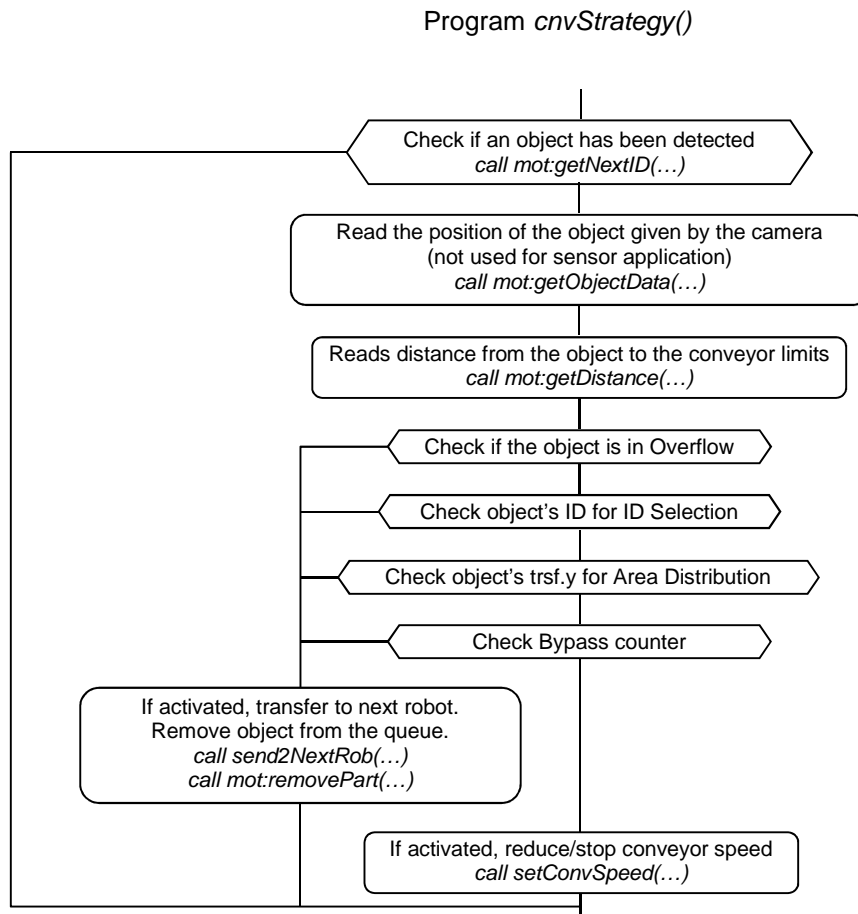 Program cnvStrategy()
Check if an object has been detected
call mot:getNextID(…)
Read the position of the object given by the camera
(not used for sensor application)
call mot:getObjectData(…)
Reads distance from the object to the conveyor limits
call mot:getDistance(…)
Check if the object is in Overflow
Check object's ID for ID Selection
Check object's trsf.y for Area Distribution
Check Bypass counter
If activated, transfer to next robot.
Remove object from the queue.
call send2NextRob(…)
call mot:removePart(…)
If activated, reduce/stop conveyor speed
call setConvSpeed(…)